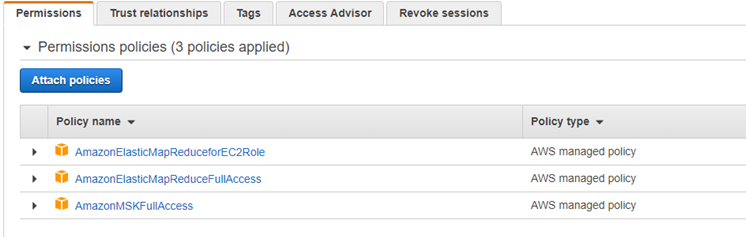 Permissions Trust relationships Tags Access Advisor Revoke sessions
Permissions policies (3 policies applied)
Attach policies
Policy name Policy type
AmazonElasticMapReduceforEC2Role AWS managed policy
AmazonElasticMapReduceFullAccess AWS managed policy
AmazonMSKFullAccess AWS managed policy